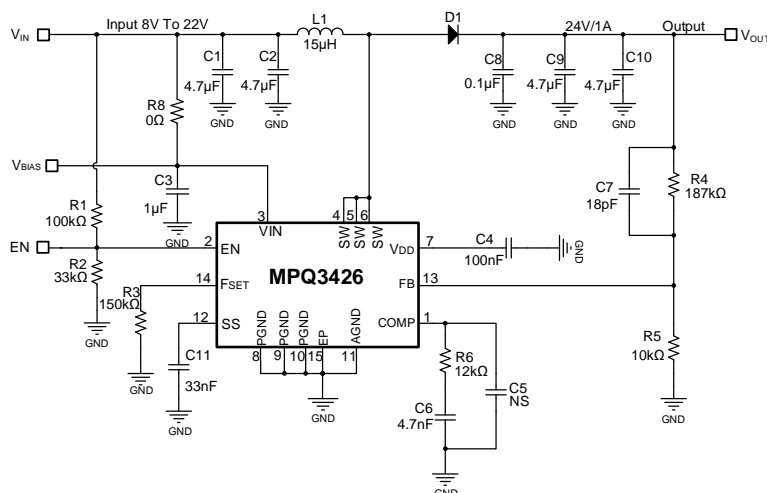 Input 8V To 22V
L1
15µH
D1
24V/1A
Output
VIN
VOUT
C1
4.7µF
GND
C2
4.7µF
GND
C8
0.1µF
GND
C9
4.7µF
GND
C10
4.7µF
GND
R8
0Ω
VBIAS
C3
1µF
GND
R1
100kΩ
EN
R2
33kΩ
GND
C7
18pF
R4
187kΩ
3
VIN
4
5
6
SW
SW
SW
2
EN
14
FSET
12
SS
MPQ3426
VDD
7
FB
13
COMP
1
PGND
PGND
PGND
EP
AGND
8
9
10
15
11
GND
C4
100nF
GND
R3
150kΩ
GND
C11
33nF
GND
R6
12kΩ
C6
4.7nF
C5
NS
GND
R5
10kΩ
GND